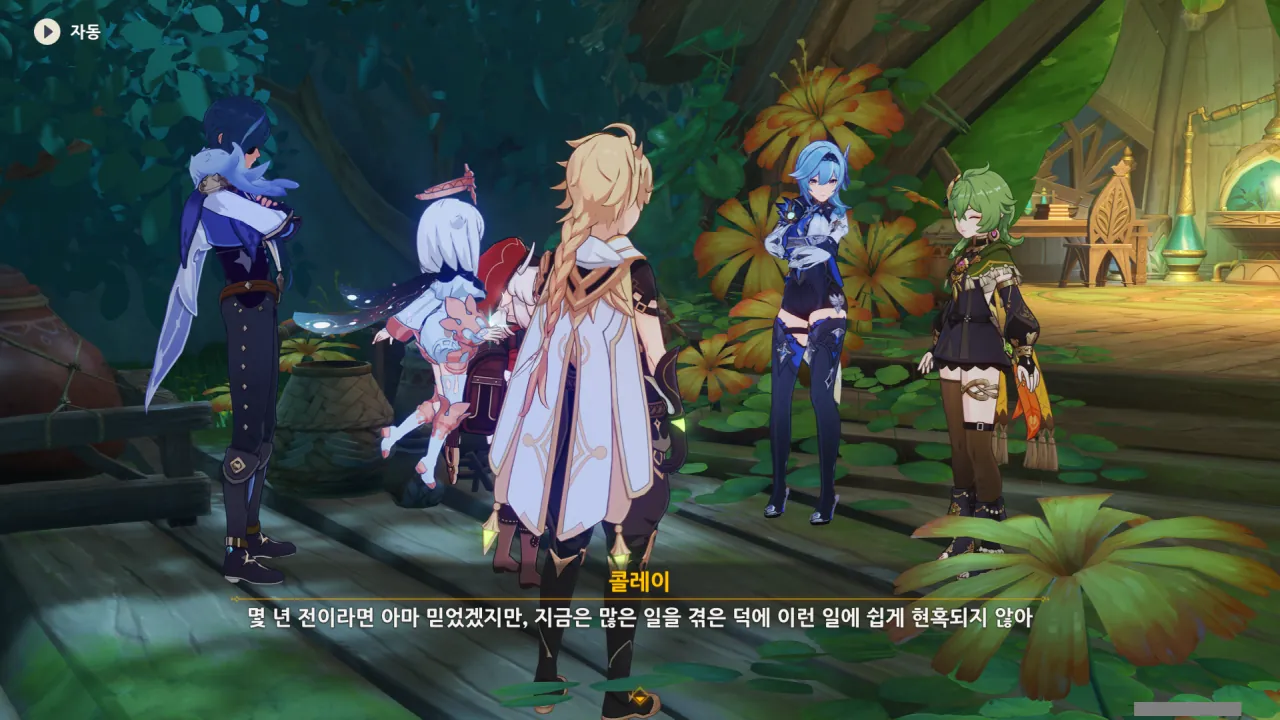 자동
콜레이
몇 년 전이라면 아마 믿었겠지만, 지금은 많은 일을 겪은 덕에 이런 일에 쉽게 현혹되지 않아